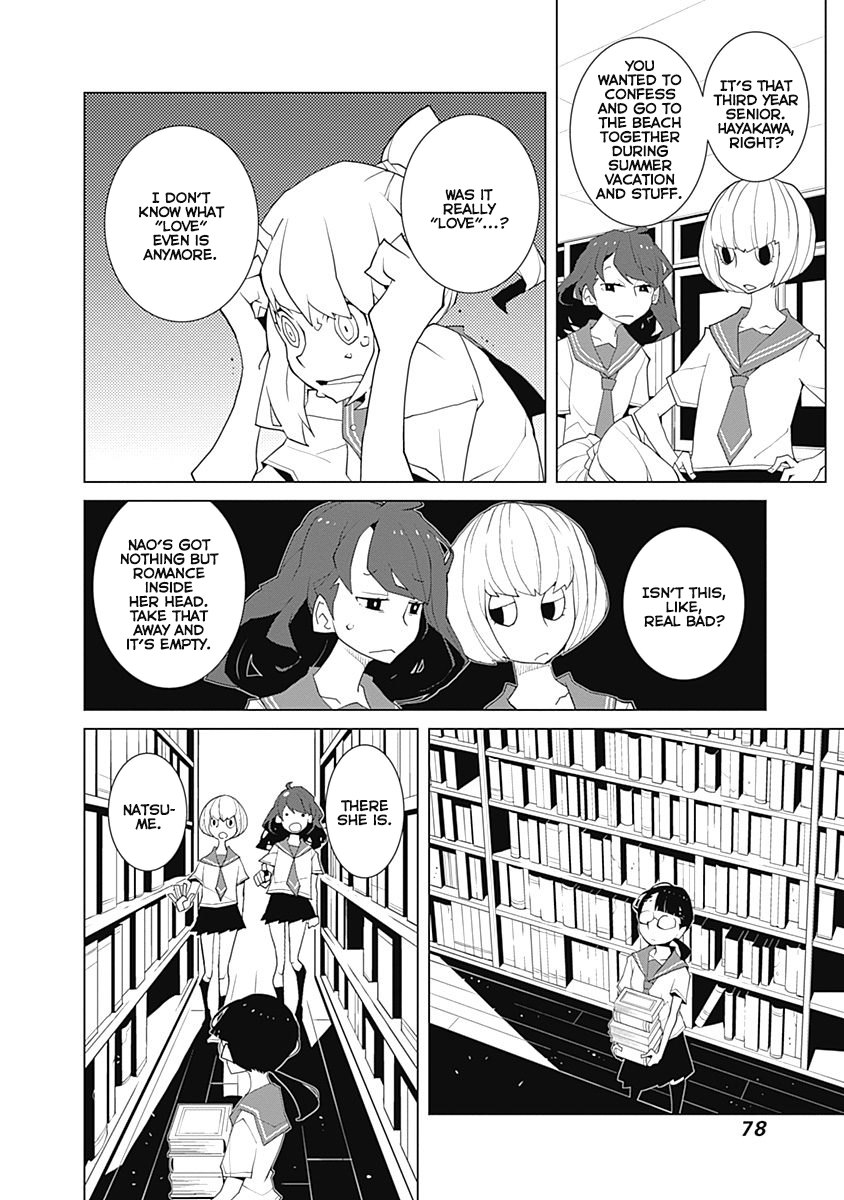 IT'S THAT
THIRD YEAR
SENIOR.
HAYAKAWA,
RIGHT?
YOU
WANTED TO
CONFESS
AND GO TO
THE BEACH
TOGETHER
DURING
SUMMER
VACATION
AND STUFF.
WAS IT
REALLY
"LOVE"...?
I DON'T
KNOW WHAT
"LOVE"
EVEN IS
ANYMORE.
ISN'T THIS,
LIKE,
REAL BAD?
NAO'S GOT
NOTHING BUT
ROMANCE
INSIDE
HER HEAD.
TAKE THAT
AWAY AND
IT'S EMPTY.
THERE
SHE IS.
NATSU-
ME.
78